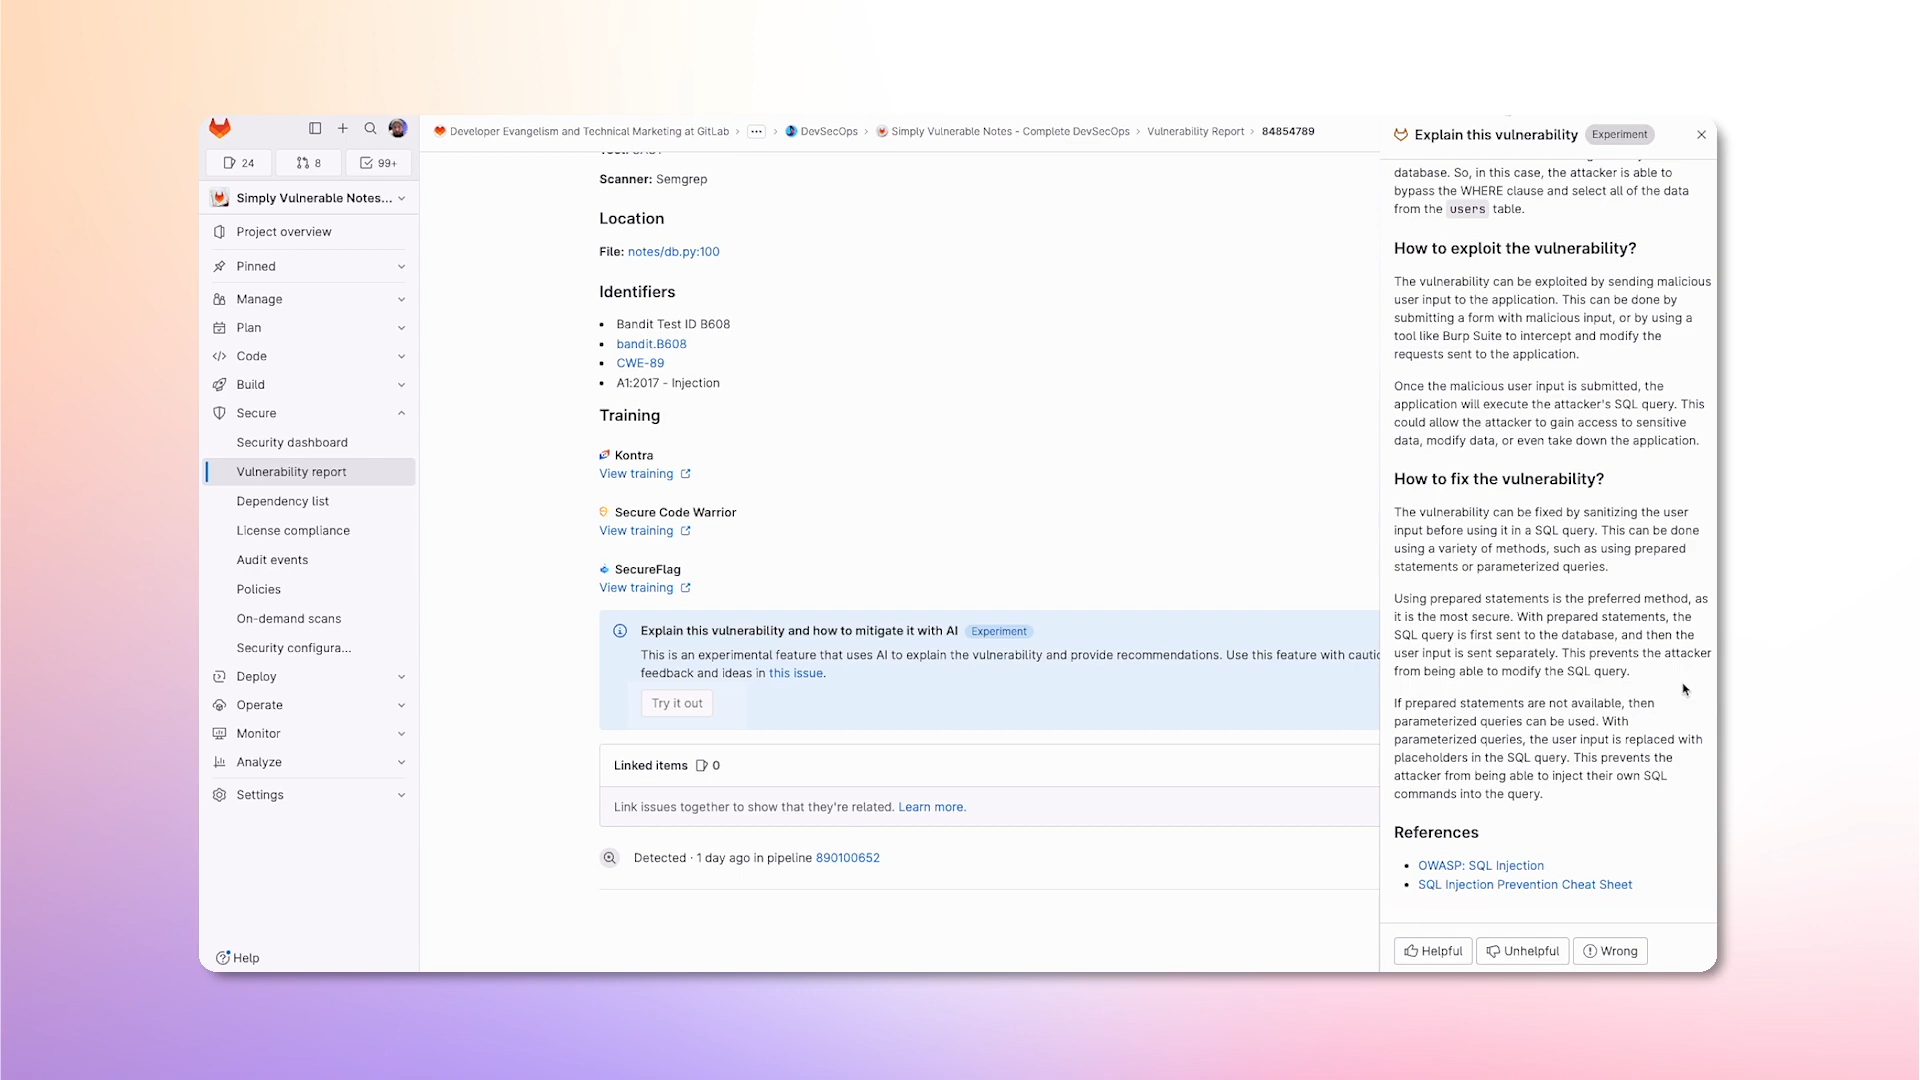 24
8
99+
Simply Vulnerable Notes...
Project overview
Pinned
Manage
Plan
Code
Build
Secure
Security dashboard
Vulnerability report
Dependency list
License compliance
Audit events
Policies
On-demand scans
Security configura...
Deploy
Operate
Monitor
Analyze
Settings
Help
Developer Evangelism and Technical Marketing at GitLab › ... › DevSecOps › Simply Vulnerable Notes - Complete DevSecOps › Vulnerability Report › 84854789
Scanner: Semgrep
Location
File: notes/db.py:100
Identifiers
• Bandit Test ID B608
• bandit.B608
• CWE-89
• A1:2017 - Injection
Training
Kontra
View training
Secure Code Warrior
View training
SecureFlag
View training
Explain this vulnerability and how to mitigate it with AI Experiment
This is an experimental feature that uses AI to explain the vulnerability and provide recommendations. Use this feature with cautio
feedback and ideas in this issue.
Try it out
Linked items 0
Link issues together to show that they're related. Learn more.
Detected · 1 day ago in pipeline 890100652
Explain this vulnerability Experiment
database. So, in this case, the attacker is able to
bypass the WHERE clause and select all of the data
from the users table.
How to exploit the vulnerability?
The vulnerability can be exploited by sending malicious
user input to the application. This can be done by
submitting a form with malicious input, or by using a
tool like Burp Suite to intercept and modify the
requests sent to the application.
Once the malicious user input is submitted, the
application will execute the attacker's SQL query. This
could allow the attacker to gain access to sensitive
data, modify data, or even take down the application.
How to fix the vulnerability?
The vulnerability can be fixed by sanitizing the user
input before using it in a SQL query. This can be done
using a variety of methods, such as using prepared
statements or parameterized queries.
Using prepared statements is the preferred method, as
it is the most secure. With prepared statements, the
SQL query is first sent to the database, and then the
user input is sent separately. This prevents the attacker
from being able to modify the SQL query.
If prepared statements are not available, then
parameterized queries can be used. With
parameterized queries, the user input is replaced with
placeholders in the SQL query. This prevents the
attacker from being able to inject their own SQL
commands into the query.
References
• OWASP: SQL Injection
• SQL Injection Prevention Cheat Sheet
Helpful
Unhelpful
Wrong